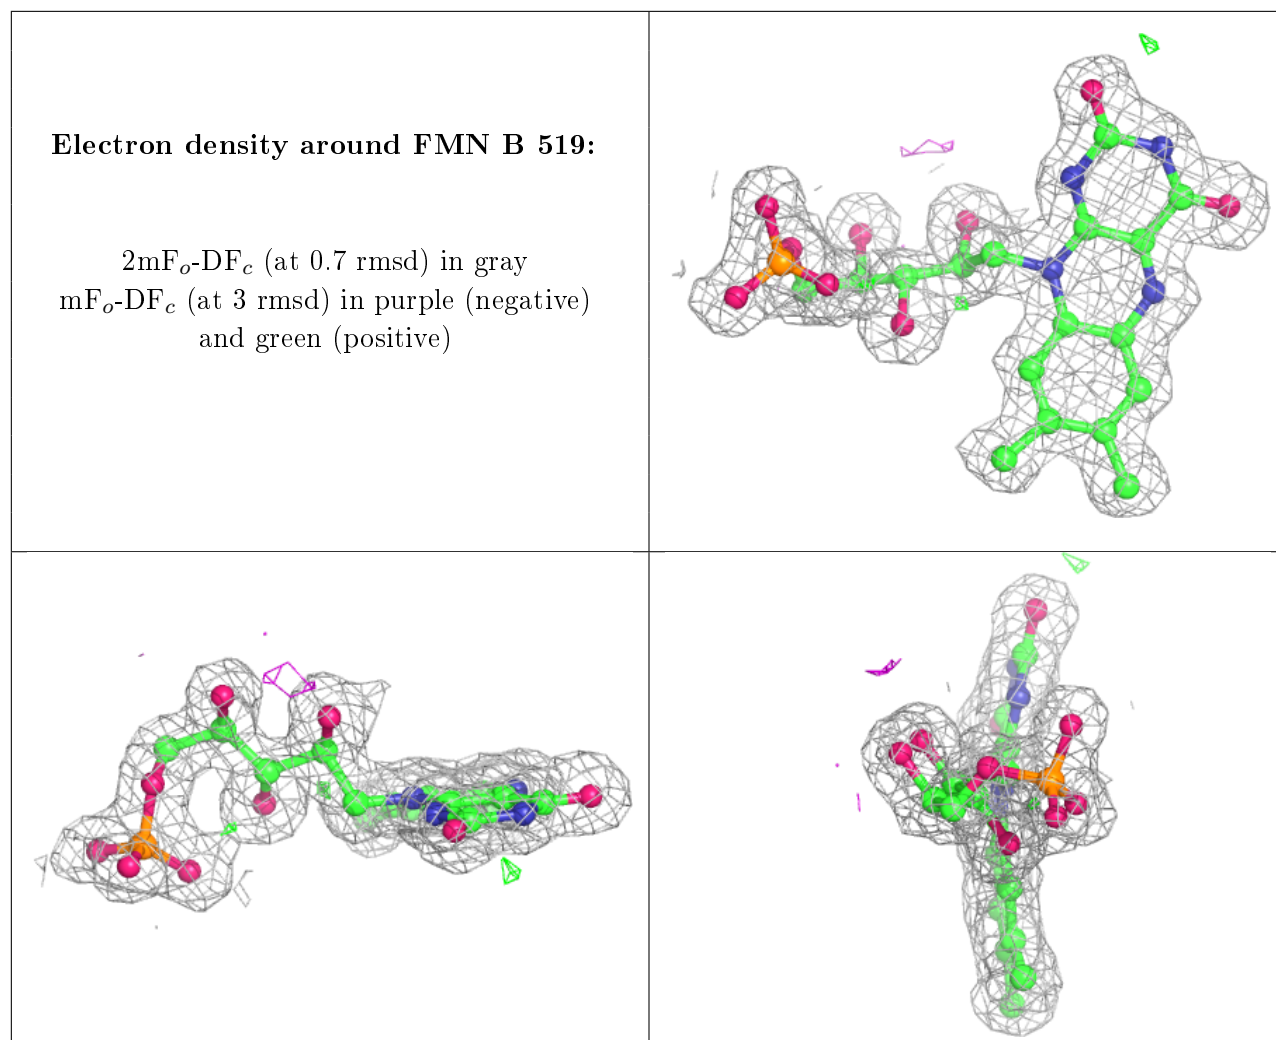 Electron density around FMN B 519:
2mFₒ-DF𝒸 (at 0.7 rmsd) in gray
mFₒ-DF𝒸 (at 3 rmsd) in purple (negative)
and green (positive)